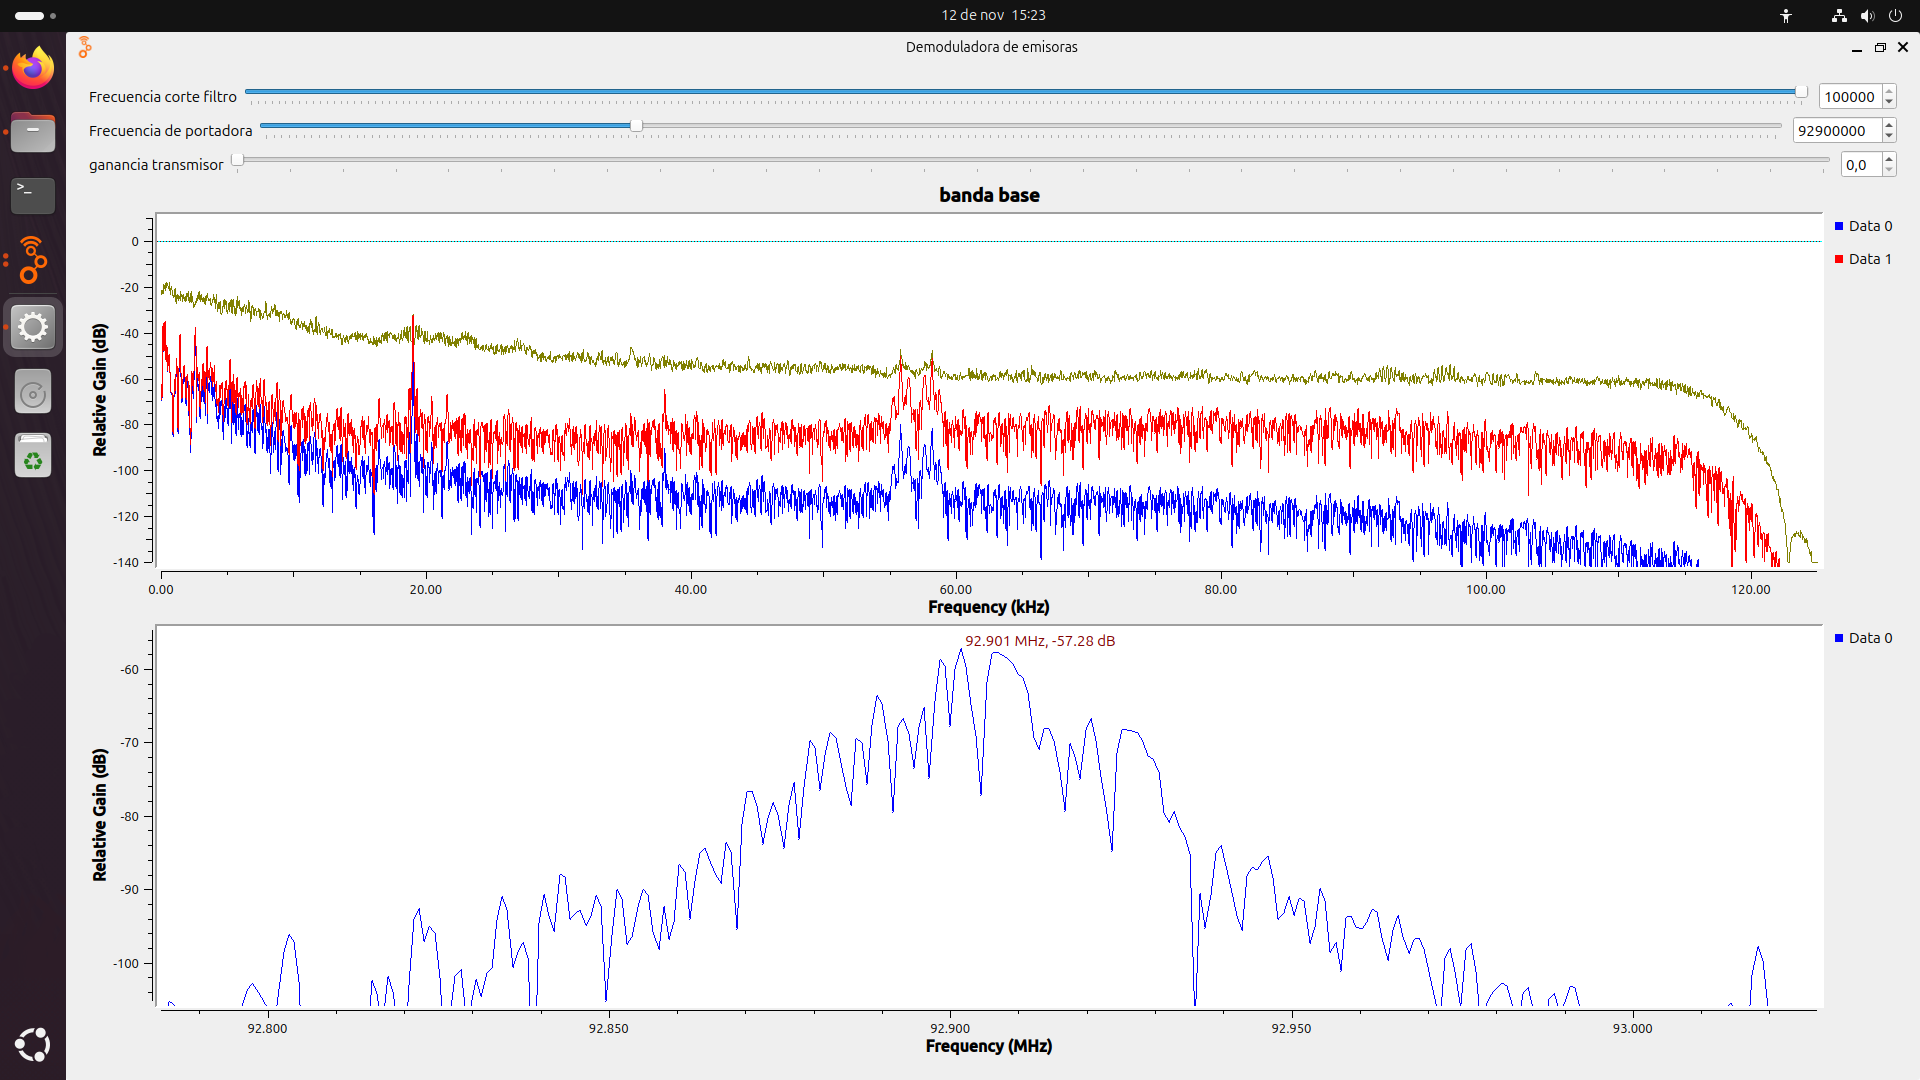 12 de nov 15:23
Demoduladora de emisoras
Frecuencia corte filtro 100000
Frecuencia de portadora 92900000
ganancia transmisor 0,0
banda base
Relative Gain (dB)
0
-20
-40
-60
-80
-100
-120
-140
Data 0
Data 1
0.00 20.00 40.00 60.00 80.00 100.00 120.00
Frequency (kHz)
92.901 MHz, -57.28 dB
Data 0
Relative Gain (dB)
-60
-70
-80
-90
-100
92.800 92.850 92.900 92.950 93.000
Frequency (MHz)